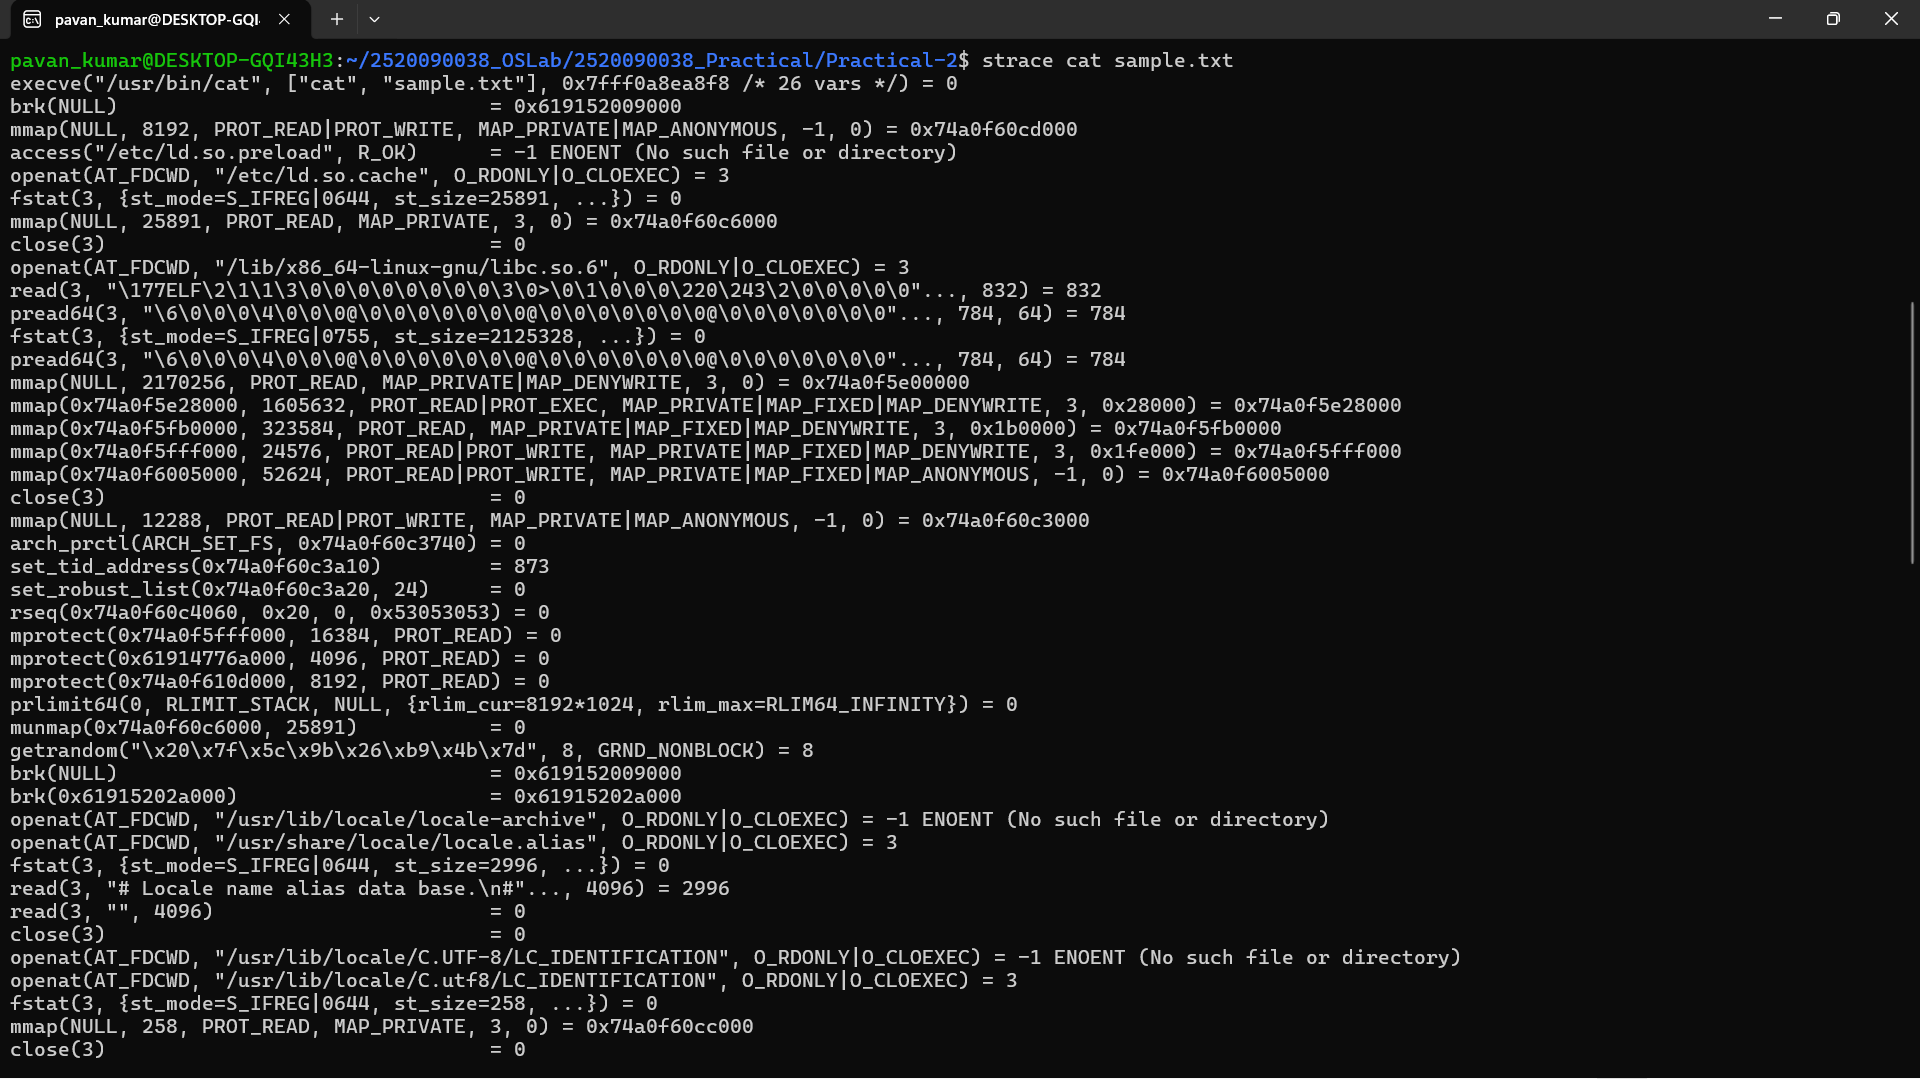 pavan_kumar@DESKTOP-GQI
pavan_kumar@DESKTOP-GQI43H3:~/2520090038_OSLab/2520090038_Practical/Practical-2$ strace cat sample.txt
execve("/usr/bin/cat", ["cat", "sample.txt"], 0x7fff0a8ea8f8 /* 26 vars */) = 0
brk(NULL)                               = 0x619152009000
mmap(NULL, 8192, PROT_READ|PROT_WRITE, MAP_PRIVATE|MAP_ANONYMOUS, -1, 0) = 0x74a0f60cd000
access("/etc/ld.so.preload", R_OK)      = -1 ENOENT (No such file or directory)
openat(AT_FDCWD, "/etc/ld.so.cache", O_RDONLY|O_CLOEXEC) = 3
fstat(3, {st_mode=S_IFREG|0644, st_size=25891, ...}) = 0
mmap(NULL, 25891, PROT_READ, MAP_PRIVATE, 3, 0) = 0x74a0f60c6000
close(3)                                = 0
openat(AT_FDCWD, "/lib/x86_64-linux-gnu/libc.so.6", O_RDONLY|O_CLOEXEC) = 3
read(3, "\177ELF\2\1\1\3\0\0\0\0\0\0\0\0\3\0>\0\1\0\0\0\220\243\2\0\0\0\0\0"..., 832) = 832
pread64(3, "\6\0\0\0\4\0\0\0@\0\0\0\0\0\0\0@\0\0\0\0\0\0\0@\0\0\0\0\0\0\0"..., 784, 64) = 784
fstat(3, {st_mode=S_IFREG|0755, st_size=2125328, ...}) = 0
pread64(3, "\6\0\0\0\4\0\0\0@\0\0\0\0\0\0\0@\0\0\0\0\0\0\0@\0\0\0\0\0\0\0"..., 784, 64) = 784
mmap(NULL, 2170256, PROT_READ, MAP_PRIVATE|MAP_DENYWRITE, 3, 0) = 0x74a0f5e00000
mmap(0x74a0f5e28000, 1605632, PROT_READ|PROT_EXEC, MAP_PRIVATE|MAP_FIXED|MAP_DENYWRITE, 3, 0x28000) = 0x74a0f5e28000
mmap(0x74a0f5fb0000, 323584, PROT_READ, MAP_PRIVATE|MAP_FIXED|MAP_DENYWRITE, 3, 0x1b0000) = 0x74a0f5fb0000
mmap(0x74a0f5fff000, 24576, PROT_READ|PROT_WRITE, MAP_PRIVATE|MAP_FIXED|MAP_DENYWRITE, 3, 0x1fe000) = 0x74a0f5fff000
mmap(0x74a0f6005000, 52624, PROT_READ|PROT_WRITE, MAP_PRIVATE|MAP_FIXED|MAP_ANONYMOUS, -1, 0) = 0x74a0f6005000
close(3)                                = 0
mmap(NULL, 12288, PROT_READ|PROT_WRITE, MAP_PRIVATE|MAP_ANONYMOUS, -1, 0) = 0x74a0f60c3000
arch_prctl(ARCH_SET_FS, 0x74a0f60c3740) = 0
set_tid_address(0x74a0f60c3a10)         = 873
set_robust_list(0x74a0f60c3a20, 24)     = 0
rseq(0x74a0f60c4060, 0x20, 0, 0x53053053) = 0
mprotect(0x74a0f5fff000, 16384, PROT_READ) = 0
mprotect(0x61914776a000, 4096, PROT_READ) = 0
mprotect(0x74a0f610d000, 8192, PROT_READ) = 0
prlimit64(0, RLIMIT_STACK, NULL, {rlim_cur=8192*1024, rlim_max=RLIM64_INFINITY}) = 0
munmap(0x74a0f60c6000, 25891)           = 0
getrandom("\x20\x7f\x5c\x9b\x26\xb9\x4b\x7d", 8, GRND_NONBLOCK) = 8
brk(NULL)                               = 0x619152009000
brk(0x61915202a000)                     = 0x61915202a000
openat(AT_FDCWD, "/usr/lib/locale/locale-archive", O_RDONLY|O_CLOEXEC) = -1 ENOENT (No such file or directory)
openat(AT_FDCWD, "/usr/share/locale/locale.alias", O_RDONLY|O_CLOEXEC) = 3
fstat(3, {st_mode=S_IFREG|0644, st_size=2996, ...}) = 0
read(3, "# Locale name alias data base.\n#"..., 4096) = 2996
read(3, "", 4096)                       = 0
close(3)                                = 0
openat(AT_FDCWD, "/usr/lib/locale/C.UTF-8/LC_IDENTIFICATION", O_RDONLY|O_CLOEXEC) = -1 ENOENT (No such file or directory)
openat(AT_FDCWD, "/usr/lib/locale/C.utf8/LC_IDENTIFICATION", O_RDONLY|O_CLOEXEC) = 3
fstat(3, {st_mode=S_IFREG|0644, st_size=258, ...}) = 0
mmap(NULL, 258, PROT_READ, MAP_PRIVATE, 3, 0) = 0x74a0f60cc000
close(3)                                = 0